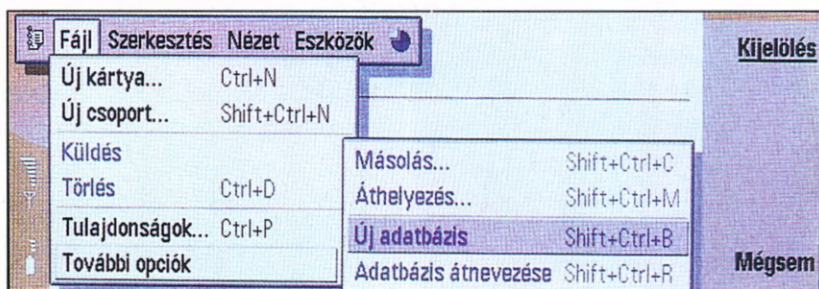 Fájl Szerkesztés Nézet Eszközök
Kijelölés
Új kártya... Ctrl+N
Új csoport... Shift+Ctrl+N
Küldés
Törlés Ctrl+D
Tulajdonságok... Ctrl+P
További opciók
Másolás... Shift+Ctrl+C
Áthelyezés... Shift+Ctrl+M
Új adatbázis Shift+Ctrl+B
Adatbázis átnevezése Shift+Ctrl+R
Mégsem